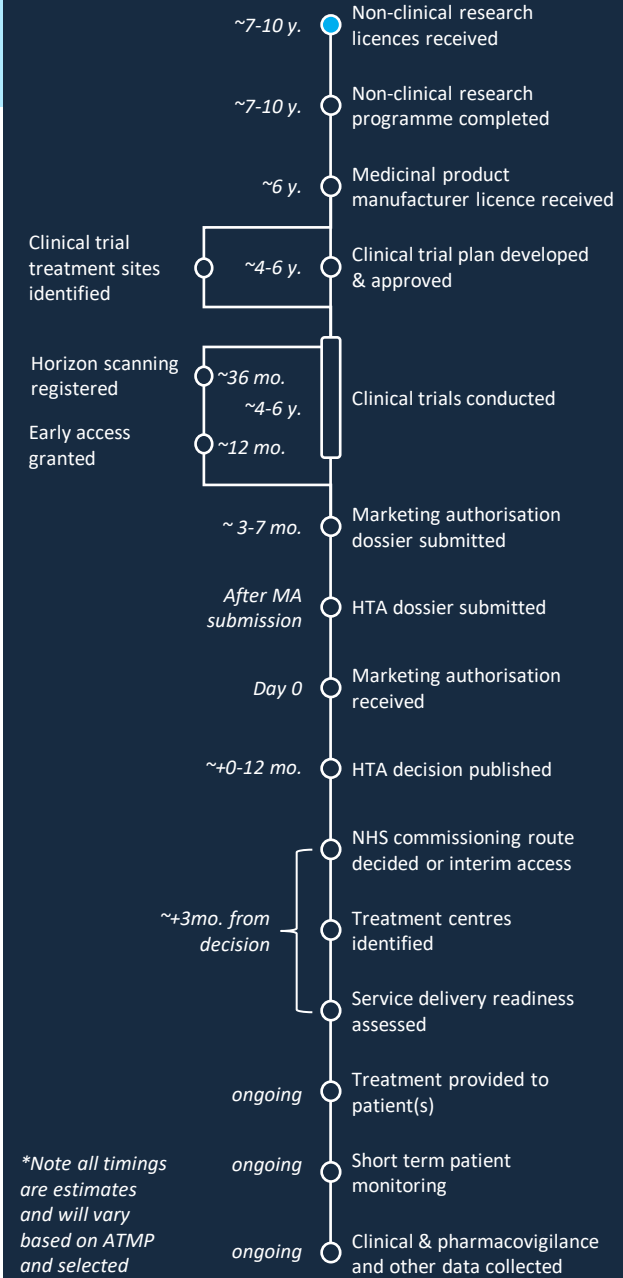 ~7-10 y.
Non-clinical research
licences received
~7-10 y.
Non-clinical research
programme completed
~6 y.
Medicinal product
manufacturer licence received
Clinical trial
treatment sites
identified
~4-6 y.
Clinical trial plan developed
& approved
Horizon scanning
registered
~36 mo.
~4-6 y.
Clinical trials conducted
Early access
granted
~12 mo.
~ 3-7 mo.
Marketing authorisation
dossier submitted
After MA
submission
HTA dossier submitted
Day 0
Marketing authorisation
received
~+0-12 mo.
HTA decision published
NHS commissioning route
decided or interim access
~+3mo. from
decision
Treatment centres
identified
Service delivery readiness
assessed
ongoing
Treatment provided to
patient(s)
ongoing
Short term patient
monitoring
ongoing
Clinical & pharmacovigilance
and other data collected
*Note all timings
are estimates
and will vary
based on ATMP
and selected